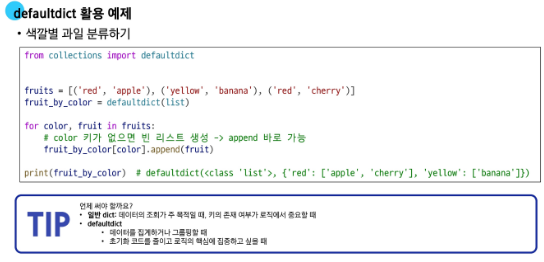 defaultdict 활용 예제
• 색깔별 과일 분류하기
from collections import defaultdict
fruits = [('red', 'apple'), ('yellow', 'banana'), ('red', 'cherry')]
fruit_by_color = defaultdict(list)
for color, fruit in fruits:
# color 키가 없으면 빈 리스트 생성 -> append 바로 가능
fruit_by_color[color].append(fruit)
print(fruit_by_color)  # defaultdict(<class 'list'>, {'red': ['apple', 'cherry'], 'yellow': ['banana']})
TIP
언제 써야 할까요?
• 일반 dict: 데이터의 조회가 주 목적일 때, 키의 존재 여부가 로직에서 중요할 때
• defaultdict
• 데이터를 집계하거나 그룹핑할 때
• 초기화 코드를 줄이고 로직의 핵심에 집중하고 싶을 때